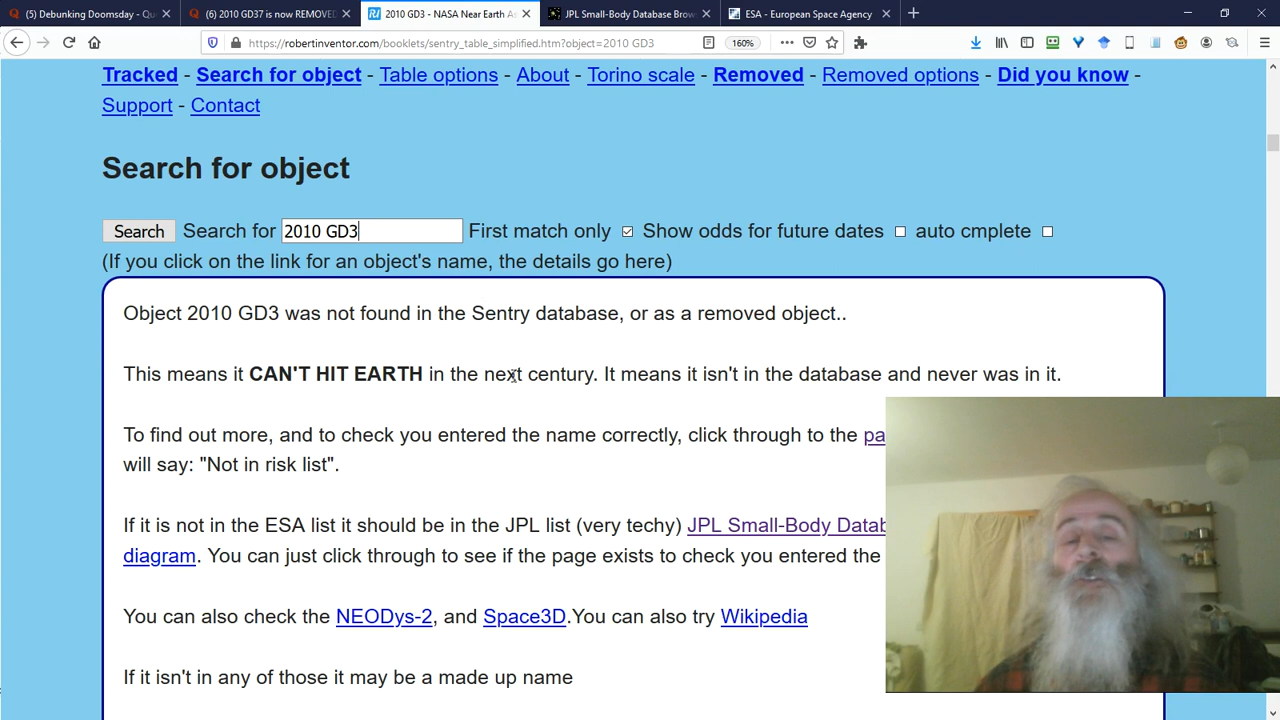 (5) Debunking Doomsday - Qu
(6) 2010 GD37 is now REMOVED
2010 GD3 - NASA Near Earth As
JPL Small-Body Database Brow
ESA - European Space Agency
https://robertinventor.com/booklets/sentry_table_simplified.htm?object=2010 GD3
160%
Tracked - Search for object - Table options - About - Torino scale - Removed - Removed options - Did you know -
Support - Contact
Search for object
Search Search for 2010 GD3 First match only Show odds for future dates auto cmplete
(If you click on the link for an object's name, the details go here)
Object 2010 GD3 was not found in the Sentry database, or as a removed object..
This means it CAN'T HIT EARTH in the next century. It means it isn't in the database and never was in it.
To find out more, and to check you entered the name correctly, click through to the pa
will say: "Not in risk list".
If it is not in the ESA list it should be in the JPL list (very techy) JPL Small-Body Datab
diagram. You can just click through to see if the page exists to check you entered the
You can also check the NEODys-2, and Space3D.You can also try Wikipedia
If it isn't in any of those it may be a made up name